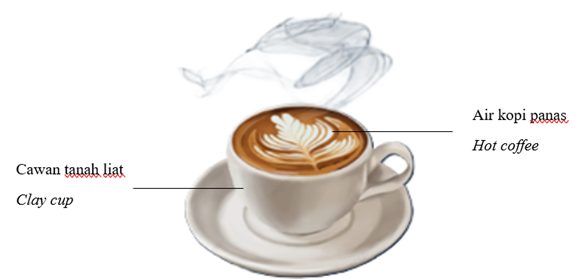 Air kopi panas
Hot coffee
Cawan tanah liat
Clay cup